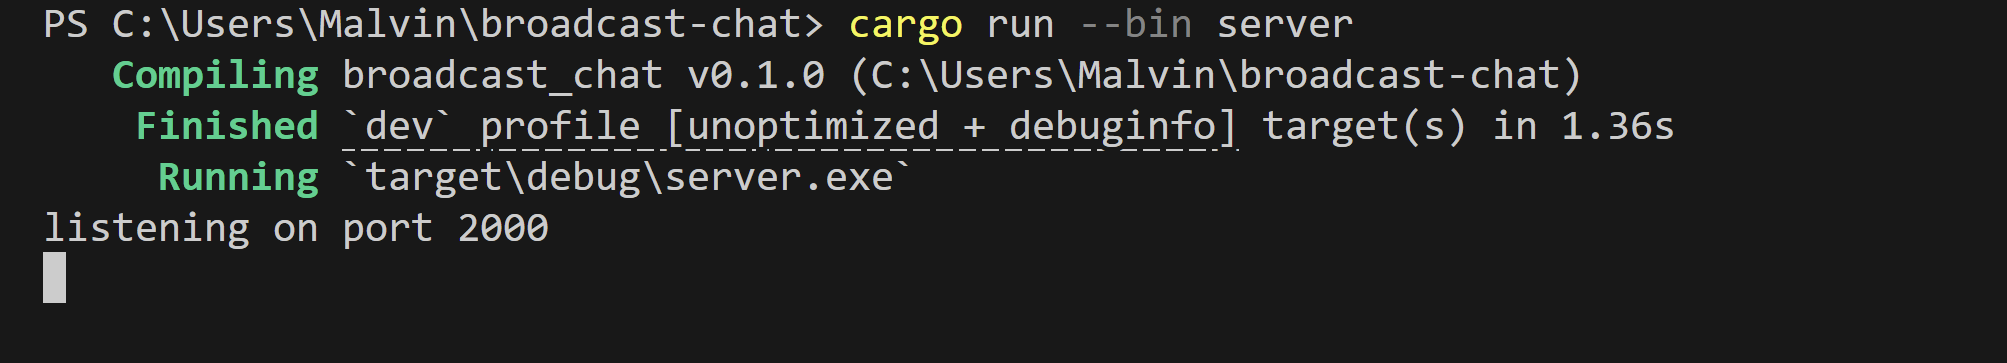 PS C:\Users\Malvin\broadcast-chat> cargo run --bin server
Compiling broadcast_chat v0.1.0 (C:\Users\Malvin\broadcast-chat)
Finished `dev` profile [unoptimized + debuginfo] target(s) in 1.36s
Running `target\debug\server.exe`
listening on port 2000